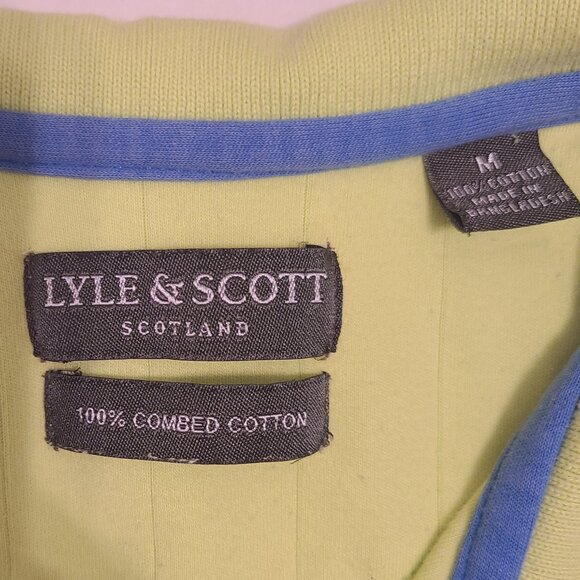 LYLE & SCOTT
SCOTLAND
100% COMBED COTTON
M
100% COTTON
MADE IN
BANGLADESH